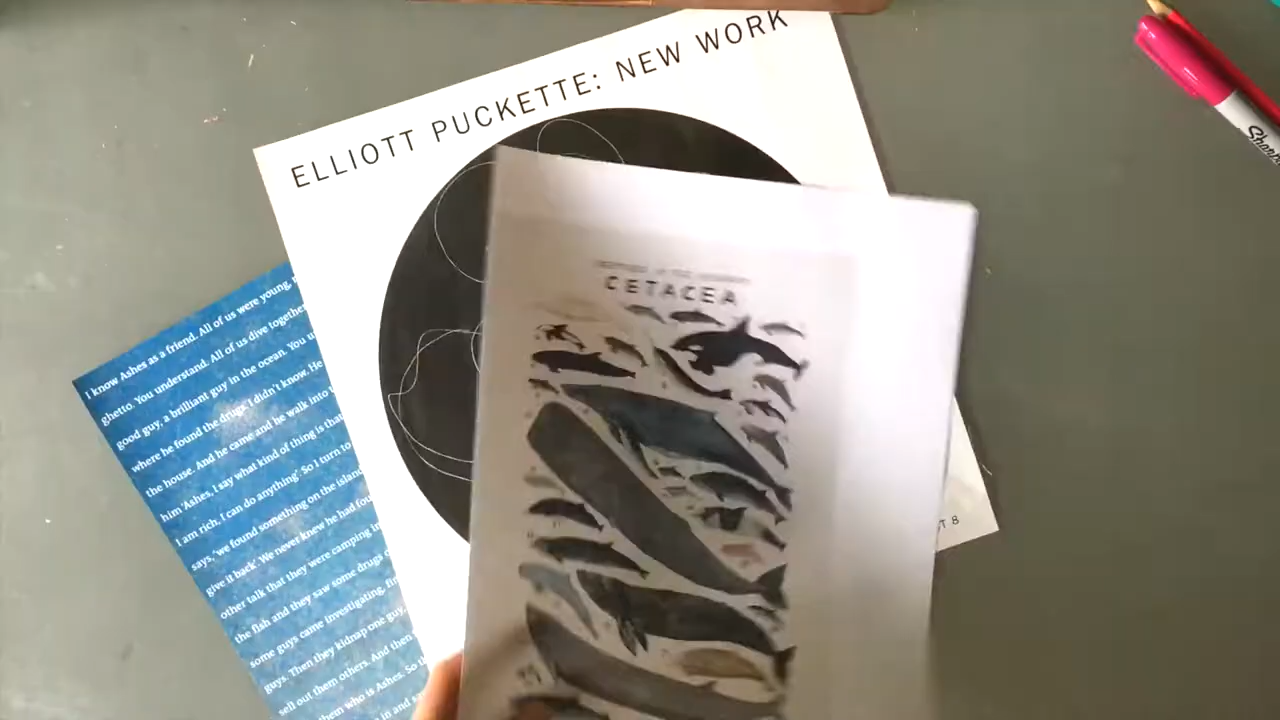 ELLIOTT PUCKETTE: NEW WORK
CETACEA
Sharpie
T 8
I know Ashes as a friend. All of us were young,
ghetto. You understand. All of us dive together
good guy, a brilliant guy in the ocean. You
where he found the drugs I didn't know. He
the house. And he came and he walk into
him 'Ashes, I say what kind of thing is that
I am rich, I can do anything'. So I turn to
says, 'we found something on the island
give it back'. We never knew he had fou
other talk that they were camping in
the fish and they saw some drugs
some guys came investigating,
guys. Then they kidnap one guy,
sell out them others. And then
them who is Ashes. So
in and